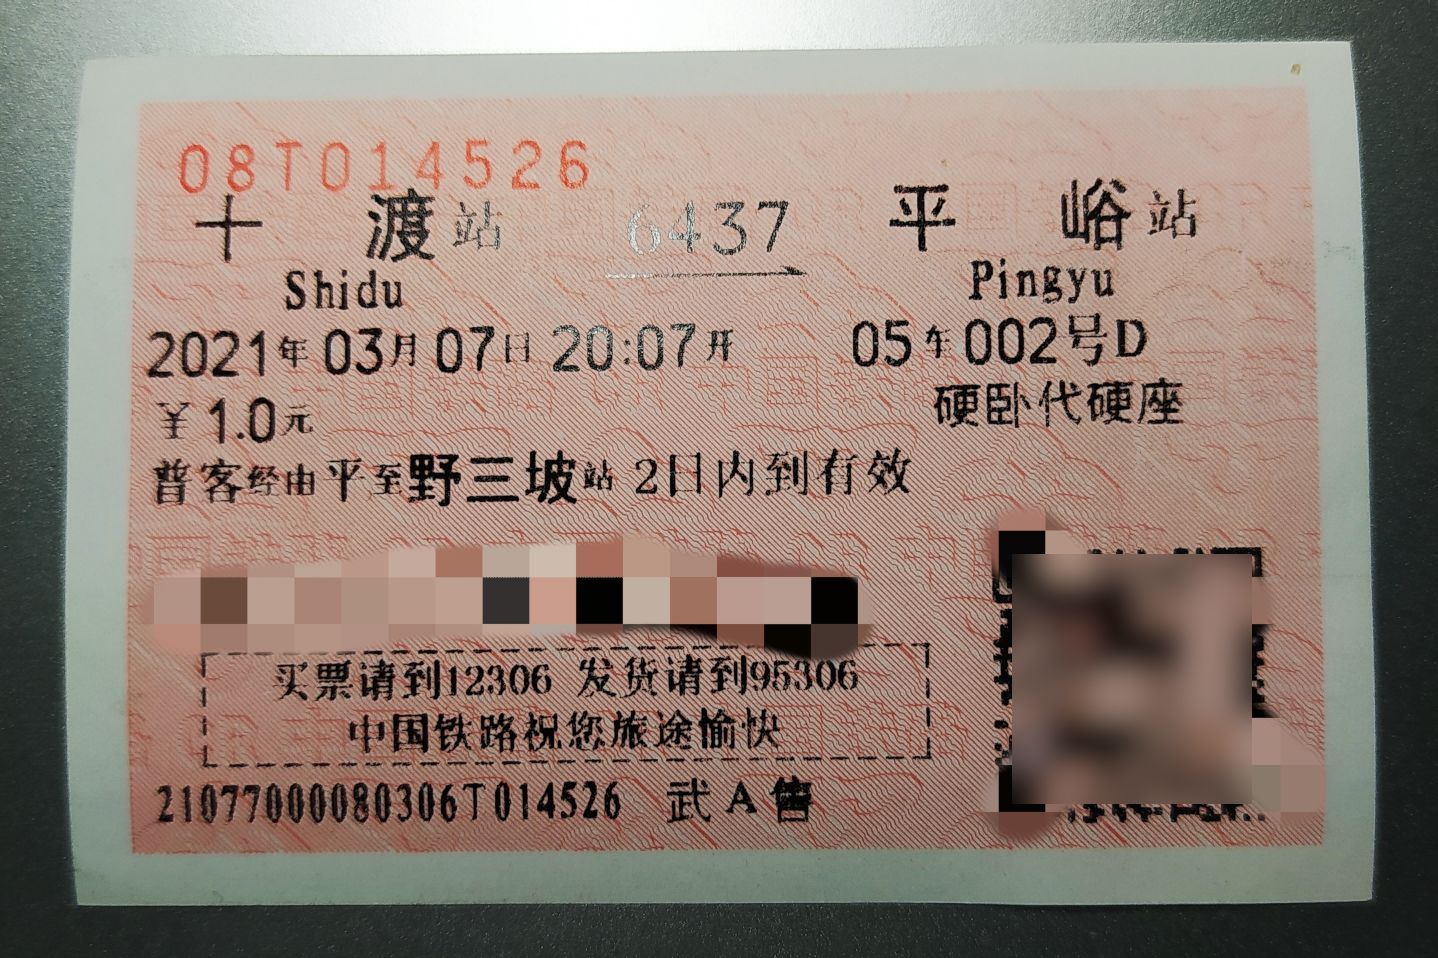 08T014526
十 渡站 6437 平 峪站
Shidu Pingyu
2021年03月07日 20:07开 05车002号D
￥1.0元 硬卧代硬座
普客经由平至野三坡站 2日内到有效
买票请到12306 发货请到95306
中国铁路祝您旅途愉快
21077000080306T014526 武A售